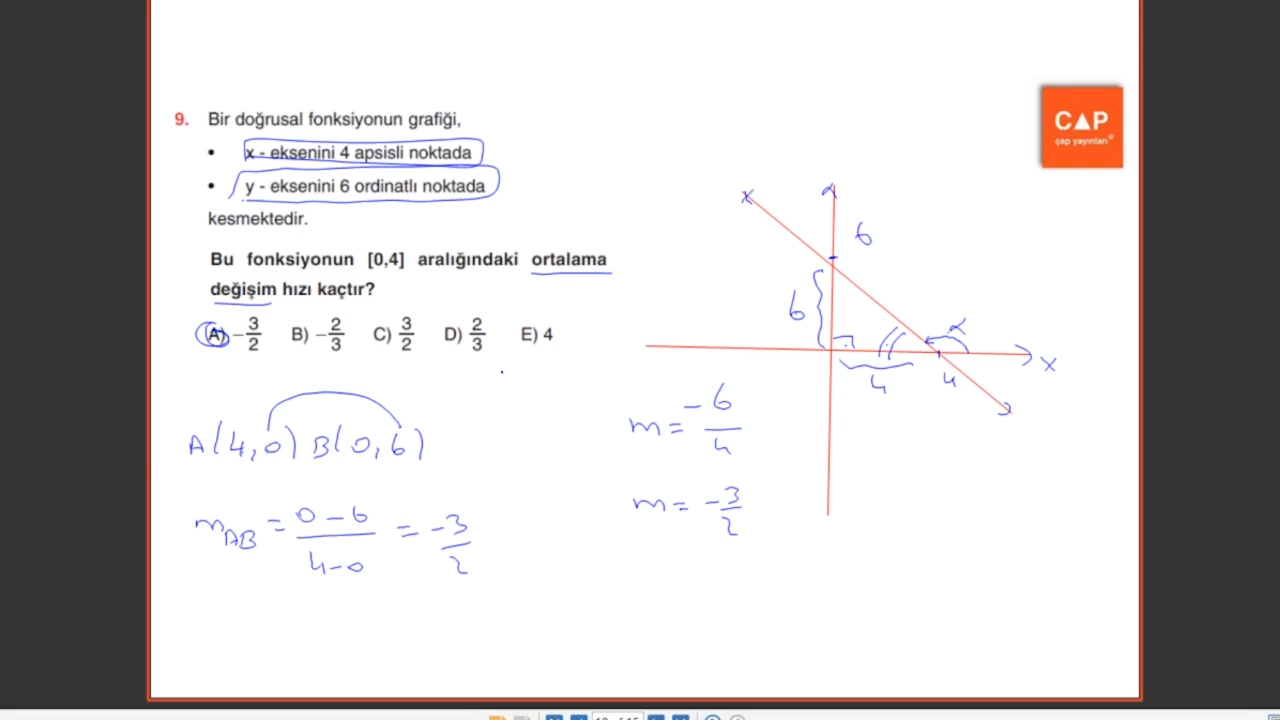 9. Bir doğrusal fonksiyonun grafiği,
• x - eksenini 4 apsisli noktada
• y - eksenini 6 ordinatlı noktada
kesmektedir.
Bu fonksiyonun [0,4] aralığındaki ortalama
değişim hızı kaçtır?
A) -3/2 B) -2/3 C) 3/2 D) 2/3 E) 4
A(4,0) B(0,6)
m_AB = 0-6/4-0 = -3/2
ÇAP
çap yayınları
6
6
α
4
4
x
m = -6/4
m = -3/2